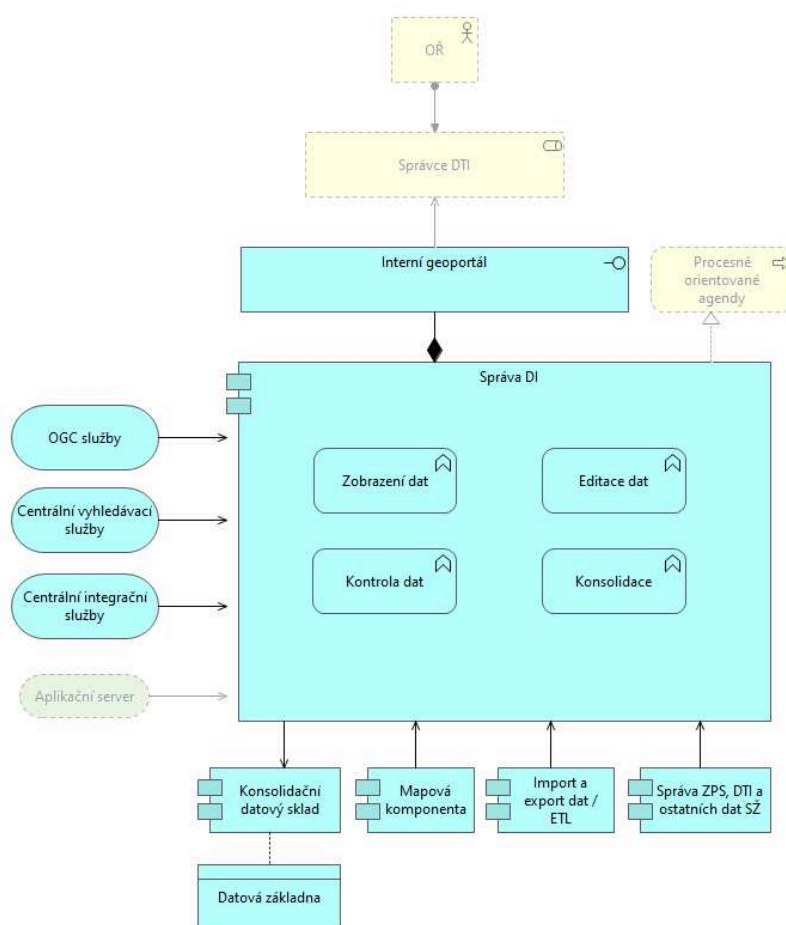 OŘ
Správce DTI
Interní geoportál
Procesně
orientované
agendy
Správa DI
OGC služby
Zobrazení dat
Editace dat
Centrální vyhledávací
služby
Kontrola dat
Konsolidace
Centrální integrační
služby
Aplikační server
Konsolidační
datový sklad
Mapová
komponenta
Import a
export dat /
ETL
Správa ZPS, DTI a
ostatních dat SŽ
Datová základna